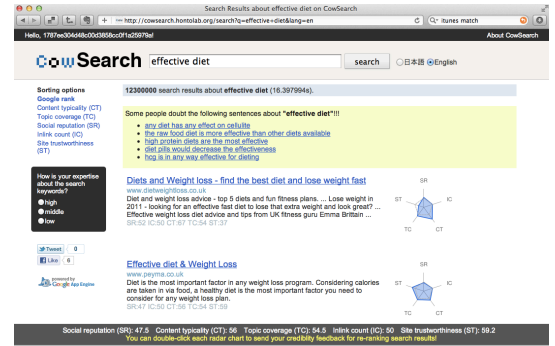 Search Results about effective diet on CowSearch
http://cowsearch.hontolab.org/search?q=effective+diet&lang=en
itunes match
Hello, 1787ee304d48c00d3858cc0f1a25979e!
About CowSearch
CowSearch
effective diet
search
日本語 English
Sorting options
Google rank
Content typicality (CT)
Topic coverage (TC)
Social reputation (SR)
Inlink count (IC)
Site trustworthiness
(ST)
12300000 search results about effective diet (16.397994s).
Some people doubt the following sentences about "effective diet"!!!
any diet has any effect on cellulite
the raw food diet is more effective than other diets available
high protein diets are the most effective
diet pills would decrease the effectiveness
hcg is in any way effective for dieting
How is your expertise
about the search
keywords?
high
middle
low
Tweet 0
Like 6
powered by
Google App Engine
Diets and Weight loss - find the best diet and lose weight fast
www.dietweightloss.co.uk
Diet and weight loss advice - top 5 diets and fun fitness plans. ... Lose weight in
2011 - looking for an effective fast diet to lose that extra weight and look great? ...
Effective weight loss diet advice and tips from UK fitness guru Emma Brittain ...
SR:52 IC:50 CT:67 TC:54 ST:37
SR
ST
IC
TC
CT
Effective diet & Weight Loss
www.peyma.co.uk
Diet is the most important factor in any weight loss program. Considering calories
are taken in via food, a healthy diet is the most important factor you need to
consider for any weight loss plan.
SR:47 IC:50 CT:56 TC:54 ST:59
SR
ST
IC
TC
CT
Social reputation (SR): 47.5 Content typicality (CT): 56 Topic coverage (TC): 54.5 Inlink count (IC): 50 Site trustworthiness (ST): 59.2
You can double-click each radar chart to send your credibility feedback for re-ranking search results!